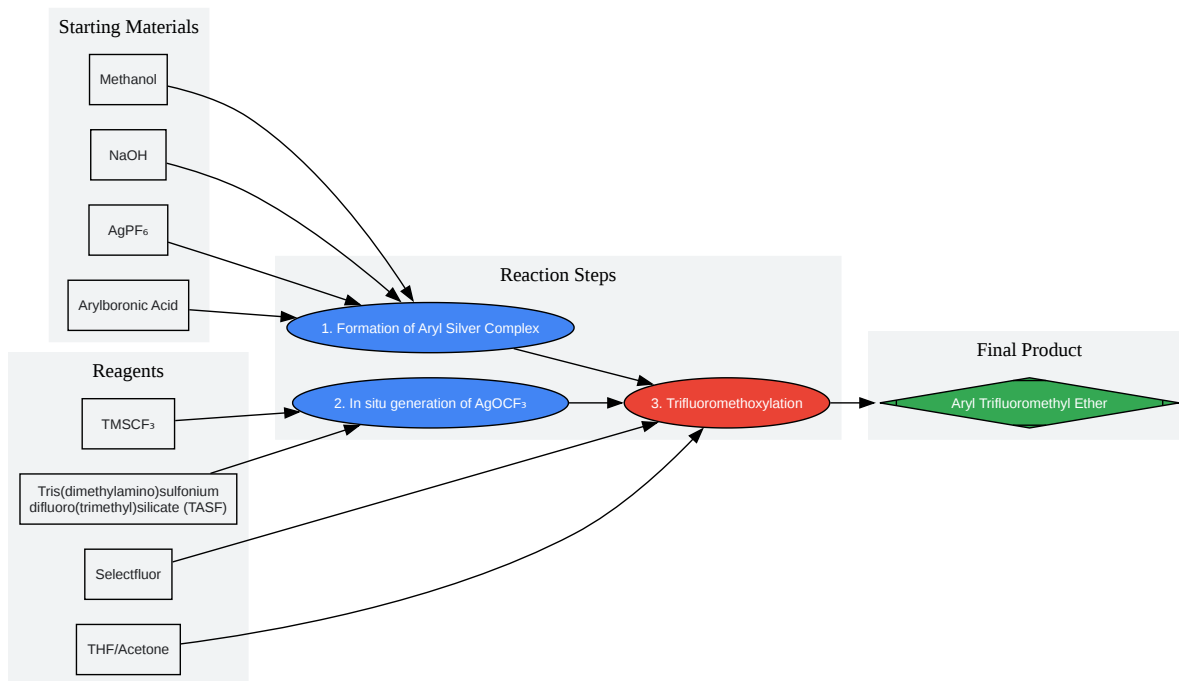 Starting Materials
Methanol
NaOH
AgPF₆
Arylboronic Acid
Reagents
TMSCF₃
Tris(dimethylamino)sulfonium
difluoro(trimethyl)silicate (TASF)
Selectfluor
THF/Acetone
Reaction Steps
1. Formation of Aryl Silver Complex
2. In situ generation of AgOCF₃
3. Trifluoromethoxylation
Final Product
Aryl Trifluoromethyl Ether